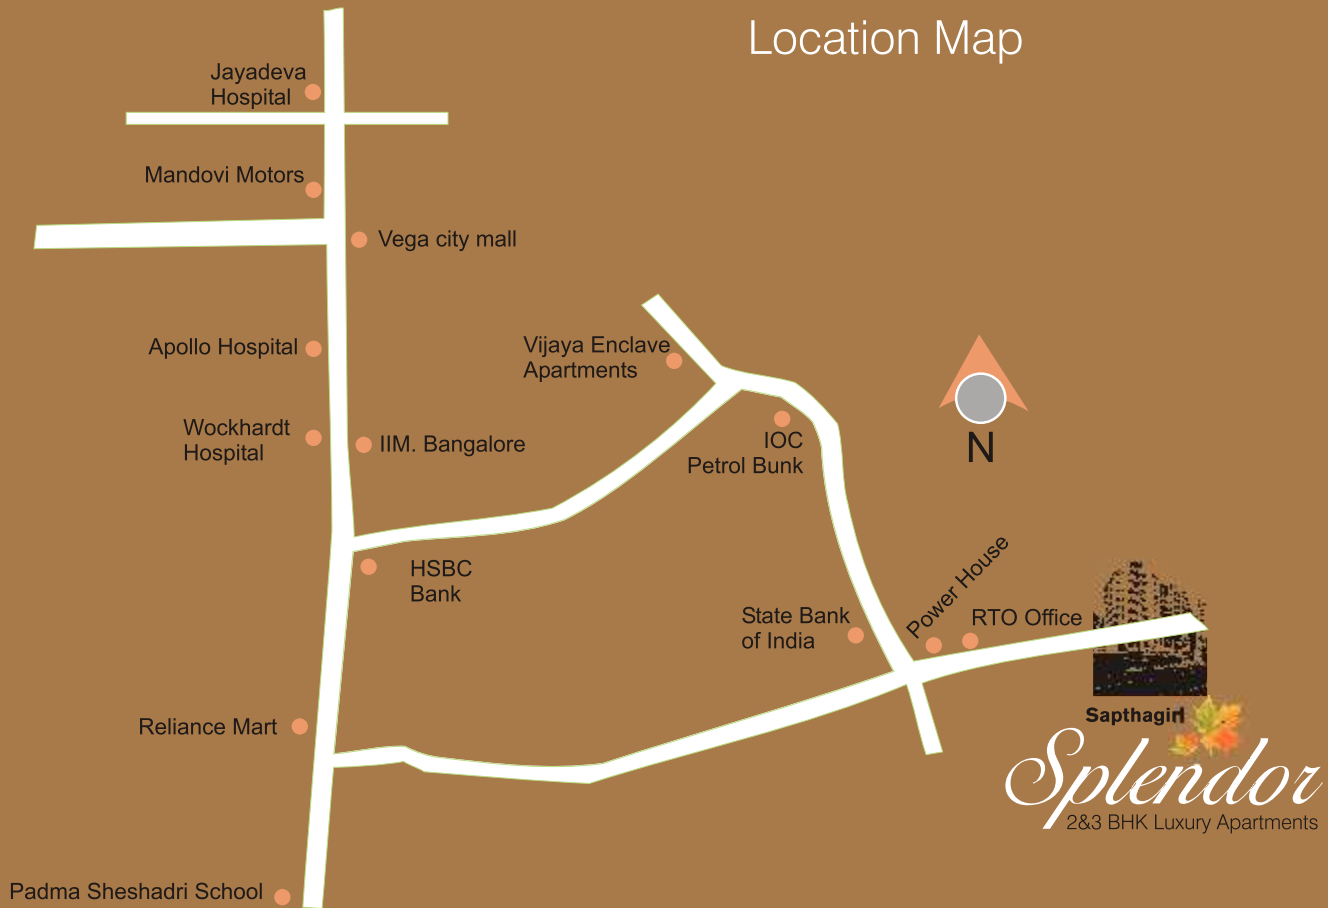 Location Map
Jayadeva
Hospital
Mandovi Motors
Vega city mall
Apollo Hospital
Vijaya Enclave
Apartments
Wockhardt
Hospital
IIM. Bangalore
IOC
Petrol Bunk
N
HSBC
Bank
Power House
State Bank
of India
RTO Office
Reliance Mart
Sapthagiri
Splendor
2&3 BHK Luxury Apartments
Padma Sheshadri School